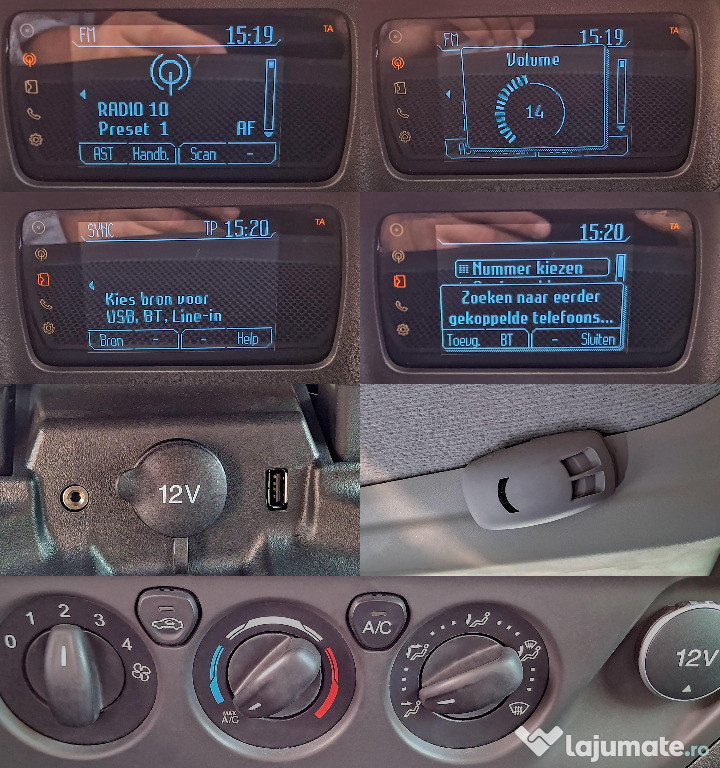 FM 15:19 TA
RADIO 10
Preset 1 AF
AST Handb. Scan -
FM 15:19 TA
Volume
14
SYNC TP 15:20 TA
Kies bron voor
USB, BT, Line-in
Bron - - Help
15:20 TA
Nummer kiezen
Zoeken naar eerder
gekoppelde telefoons...
Toevg. BT - Sluiten
12V
0 1 2 3 4
A/C
MAX
A/C
12V
lajumate.ro